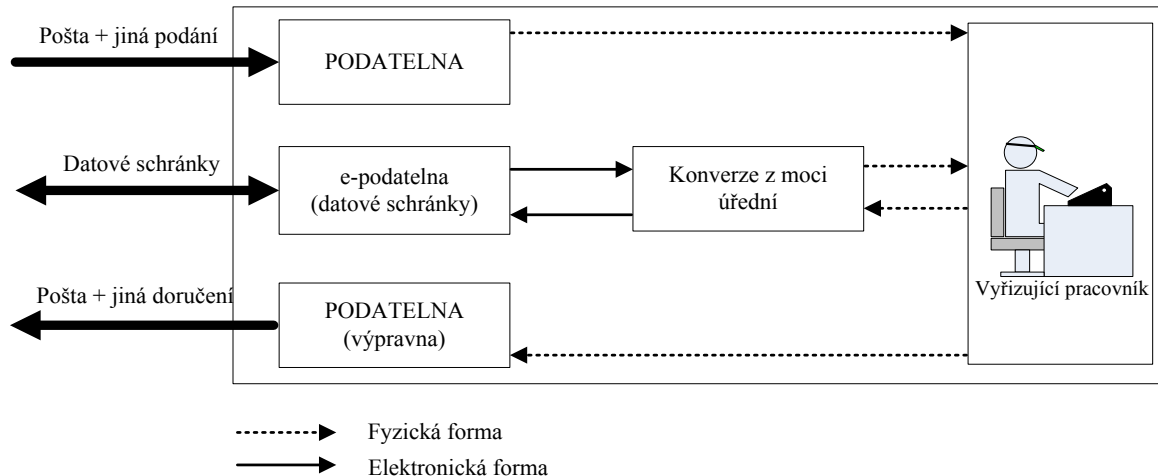 Pošta + jiná podání
PODATELNA
Datové schránky
e-podatelna
(datové schránky)
Konverze z moci
úřední
Vyřizující pracovník
Pošta + jiná doručení
PODATELNA
(výpravna)
Fyzická forma
Elektronická forma